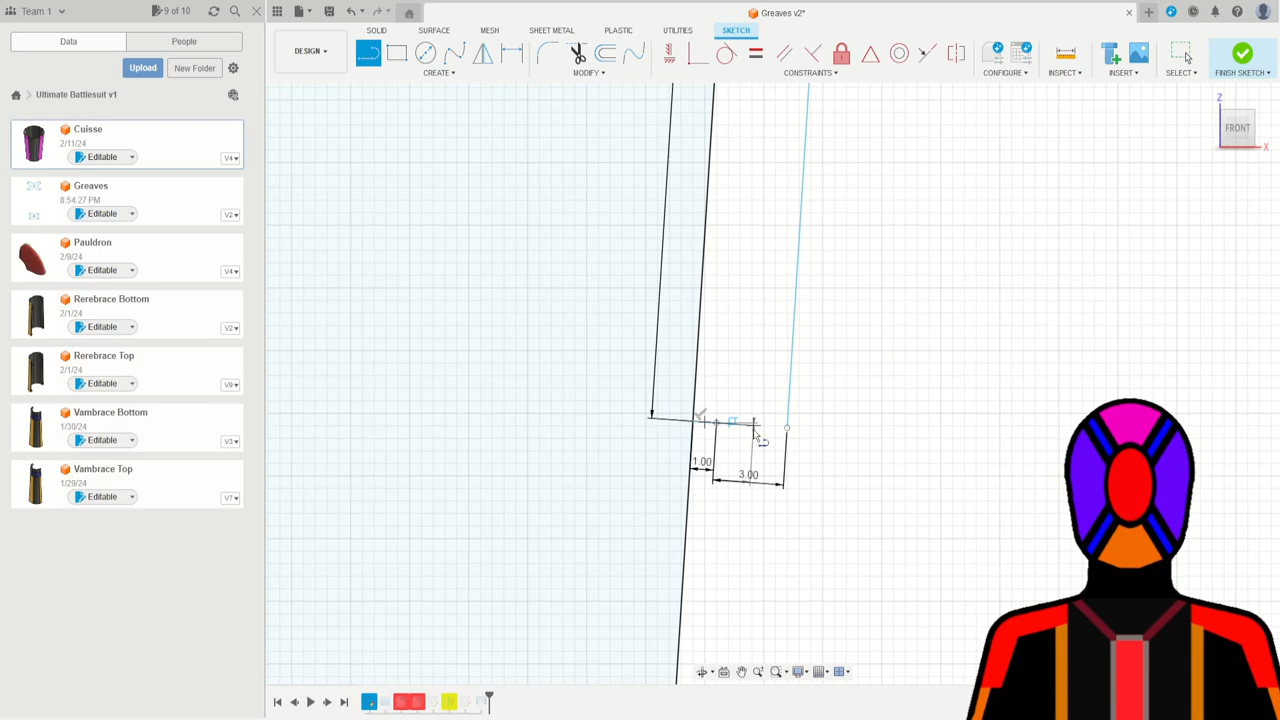 Team 1
9 of 10
Greaves v2*
Data
People
Upload
New Folder
Ultimate Battlesuit v1
DESIGN
SOLID
SURFACE
MESH
SHEET METAL
PLASTIC
UTILITIES
SKETCH
CREATE
MODIFY
CONSTRAINTS
CONFIGURE
INSPECT
INSERT
SELECT
FINISH SKETCH
Cuisse
2/11/24
Editable
V4
Greaves
8:54:27 PM
Editable
V2
Pauldron
2/9/24
Editable
V4
Rerebrace Bottom
2/1/24
Editable
V2
Rerebrace Top
2/1/24
Editable
V9
Vambrace Bottom
1/30/24
Editable
V3
Vambrace Top
1/29/24
Editable
V7
Z
FRONT
X
1.00
3.00